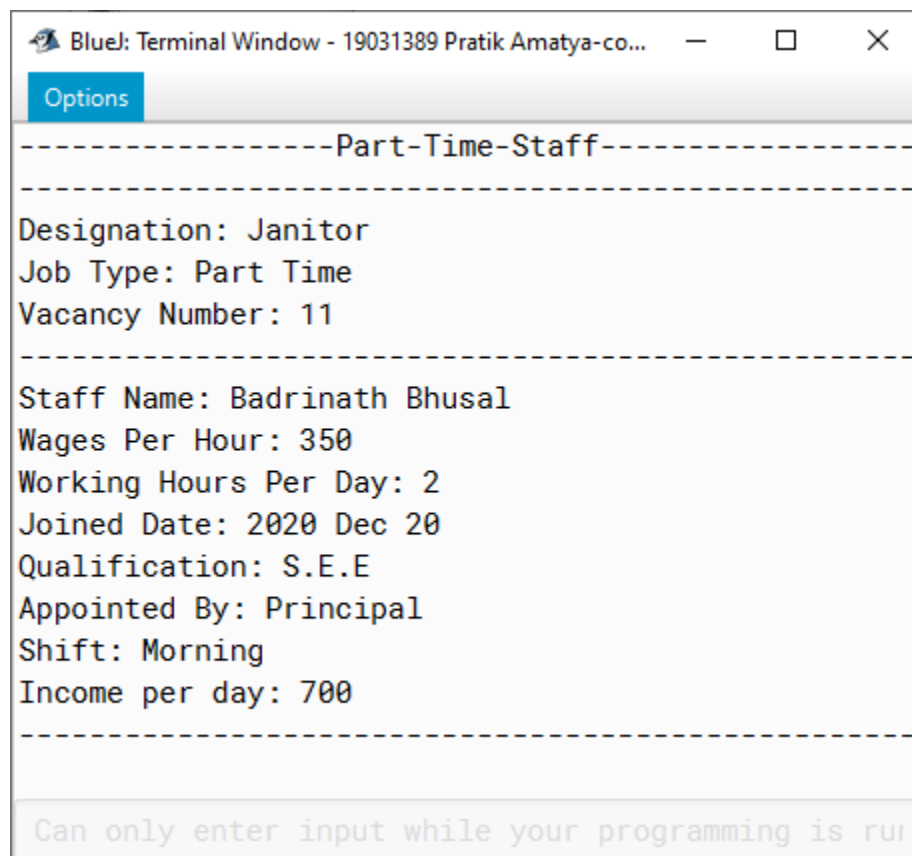 BlueJ: Terminal Window - 19031389 Pratik Amatya-co...
Options
------------------Part-Time-Staff------------------
---------------------------------------------------
Designation: Janitor
Job Type: Part Time
Vacancy Number: 11
---------------------------------------------------
Staff Name: Badrinath Bhusal
Wages Per Hour: 350
Working Hours Per Day: 2
Joined Date: 2020 Dec 20
Qualification: S.E.E
Appointed By: Principal
Shift: Morning
Income per day: 700
---------------------------------------------------
Can only enter input while your programming is